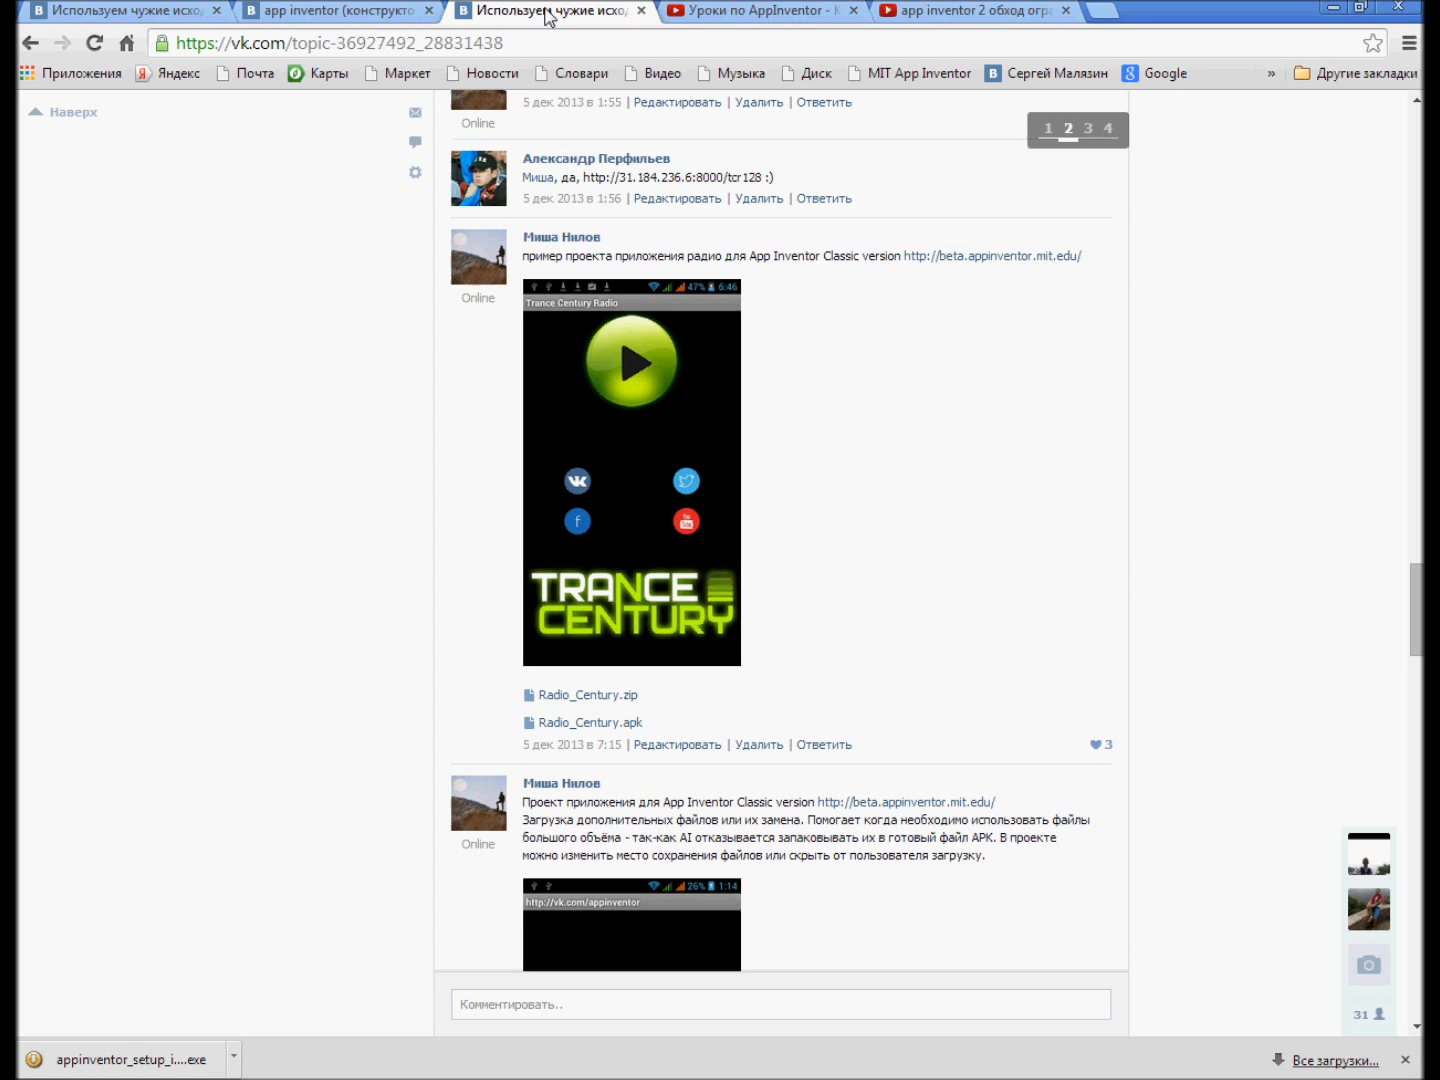 Используем чужие исхо
app inventor (конструкто
Используем чужие исхо
Уроки по AppInventor - К
app inventor 2 обход огра
https://vk.com/topic-36927492_28831438
Приложения
Яндекс
Почта
Карты
Маркет
Новости
Словари
Видео
Музыка
Диск
MIT App Inventor
Сергей Малязин
Google
»
Другие закладки
Наверх
5 дек 2013 в 1:55 | Редактировать | Удалить | Ответить
Online
1 2 3 4
Александр Перфильев
Миша, да, http://31.184.236.6:8000/tcr128 :)
5 дек 2013 в 1:56 | Редактировать | Удалить | Ответить
Миша Нилов
пример проекта приложения радио для App Inventor Classic version http://beta.appinventor.mit.edu/
Online
47% 6:46
Trance Century Radio
TRANCE
CENTURY
Radio_Century.zip
Radio_Century.apk
5 дек 2013 в 7:15 | Редактировать | Удалить | Ответить
3
Миша Нилов
Проект приложения для App Inventor Classic version http://beta.appinventor.mit.edu/
Загрузка дополнительных файлов или их замена. Помогает когда необходимо использовать файлы
большого объёма - так-как AI отказывается запаковывать их в готовый файл APK. В проекте
можно изменить место сохранения файлов или скрыть от пользователя загрузку.
Online
26% 1:14
http://vk.com/appinventor
Комментировать..
31
appinventor_setup_i....exe
Все загрузки...